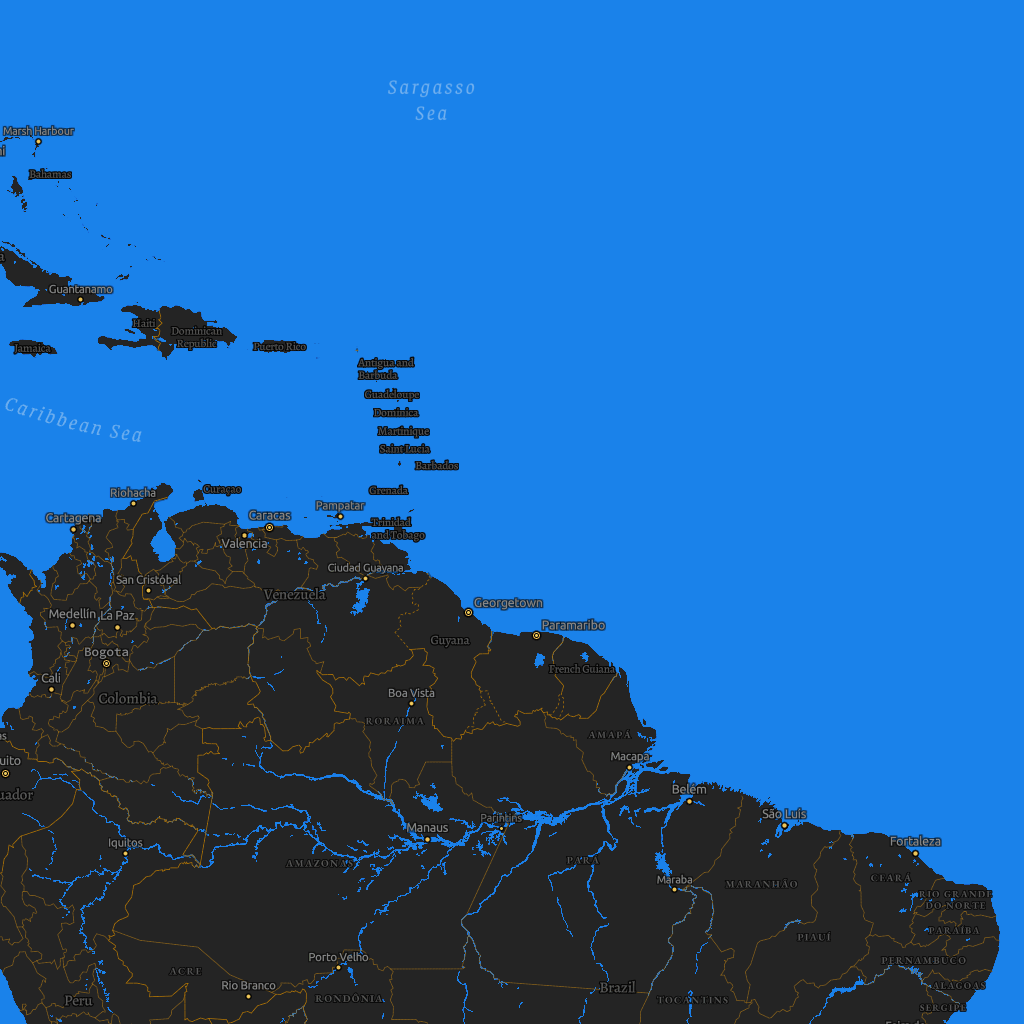 Sargasso
Sea
Marsh Harbour
Bahamas
Guantanamo
Haiti
Dominican
Republic
Jamaica
Puerto Rico
Antigua and
Barbuda
Guadeloupe
Dominica
Caribbean Sea
Martinique
Saint Lucia
Barbados
Riohacha
Curaçao
Grenada
Pampatar
Cartagena
Caracas
Trinidad
and Tobago
Valencia
Ciudad Guayana
San Cristóbal
Venezuela
Georgetown
Medellín
La Paz
Paramaribo
Guyana
Bogota
French Guiana
Cali
Colombia
Boa Vista
RORAIMA
AMAPÁ
Macapa
uito
Belem
uador
São Luís
Parintins
Manaus
Iquitos
Fortaleza
AMAZONAS
PARÁ
Maraba
MARANHÃO
CEARÁ
RIO GRANDE
DO NORTE
PARAÍBA
PIAUÍ
Porto Velho
PERNAMBUCO
ACRE
Rio Branco
Brazil
ALAGOAS
Peru
RONDÔNIA
TOCANTINS
SERGIPE